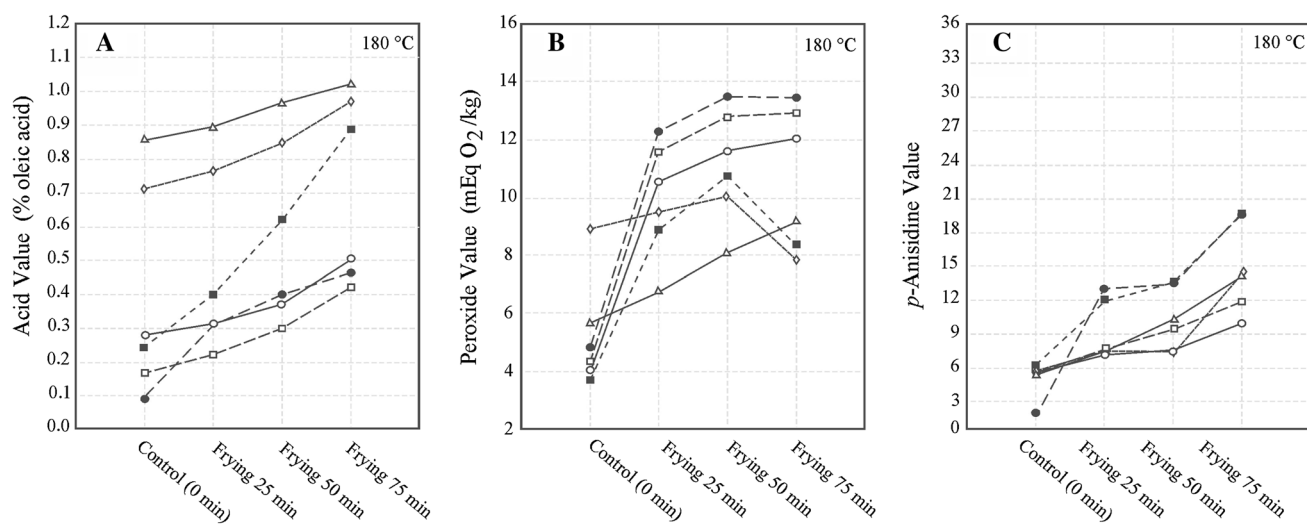 A
180 °C
Acid Value (% oleic acid)
1.2
1.1
1.0
0.9
0.8
0.7
0.6
0.5
0.4
0.3
0.2
0.1
0.0
Control (0 min)
Frying 25 min
Frying 50 min
Frying 75 min
B
180 °C
Peroxide Value (mEq O2/kg)
16
14
12
10
8
6
4
2
Control (0 min)
Frying 25 min
Frying 50 min
Frying 75 min
C
180 °C
p-Anisidine Value
36
33
30
27
24
21
18
15
12
9
6
3
0
Control (0 min)
Frying 25 min
Frying 50 min
Frying 75 min